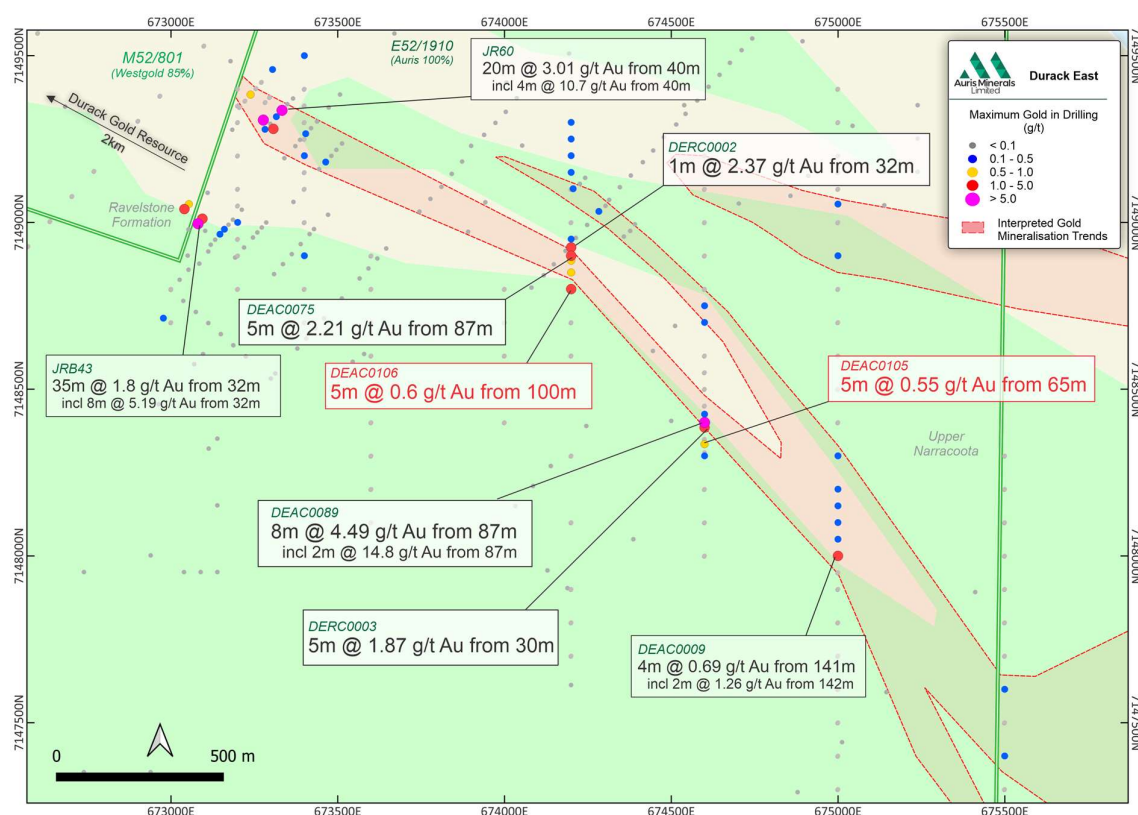 673000E
673500E
674000E
674500E
675000E
675500E
7149500N
7149000N
7148500N
7148000N
7147500N
M52/801
(Westgold 85%)
E52/1910
(Auris 100%)
Durack Gold Resource
2km
Ravelstone
Formation
JR60
20m @ 3.01 g/t Au from 40m
incl 4m @ 10.7 g/t Au from 40m
DERC0002
1m @ 2.37 g/t Au from 32m
Auris Minerals
Limited
Durack East
Maximum Gold in Drilling
(g/t)
< 0.1
0.1 - 0.5
0.5 - 1.0
1.0 - 5.0
> 5.0
Interpreted Gold
Mineralisation Trends
DEAC0075
5m @ 2.21 g/t Au from 87m
JRB43
35m @ 1.8 g/t Au from 32m
incl 8m @ 5.19 g/t Au from 32m
DEAC0106
5m @ 0.6 g/t Au from 100m
DEAC0105
5m @ 0.55 g/t Au from 65m
Upper
Narracoota
DEAC0089
8m @ 4.49 g/t Au from 87m
incl 2m @ 14.8 g/t Au from 87m
DERC0003
5m @ 1.87 g/t Au from 30m
DEAC0009
4m @ 0.69 g/t Au from 141m
incl 2m @ 1.26 g/t Au from 142m
0
500 m
7149500N
7149000N
7148500N
7148000N
7147500N
673000E
673500E
674000E
674500E
675000E
675500E